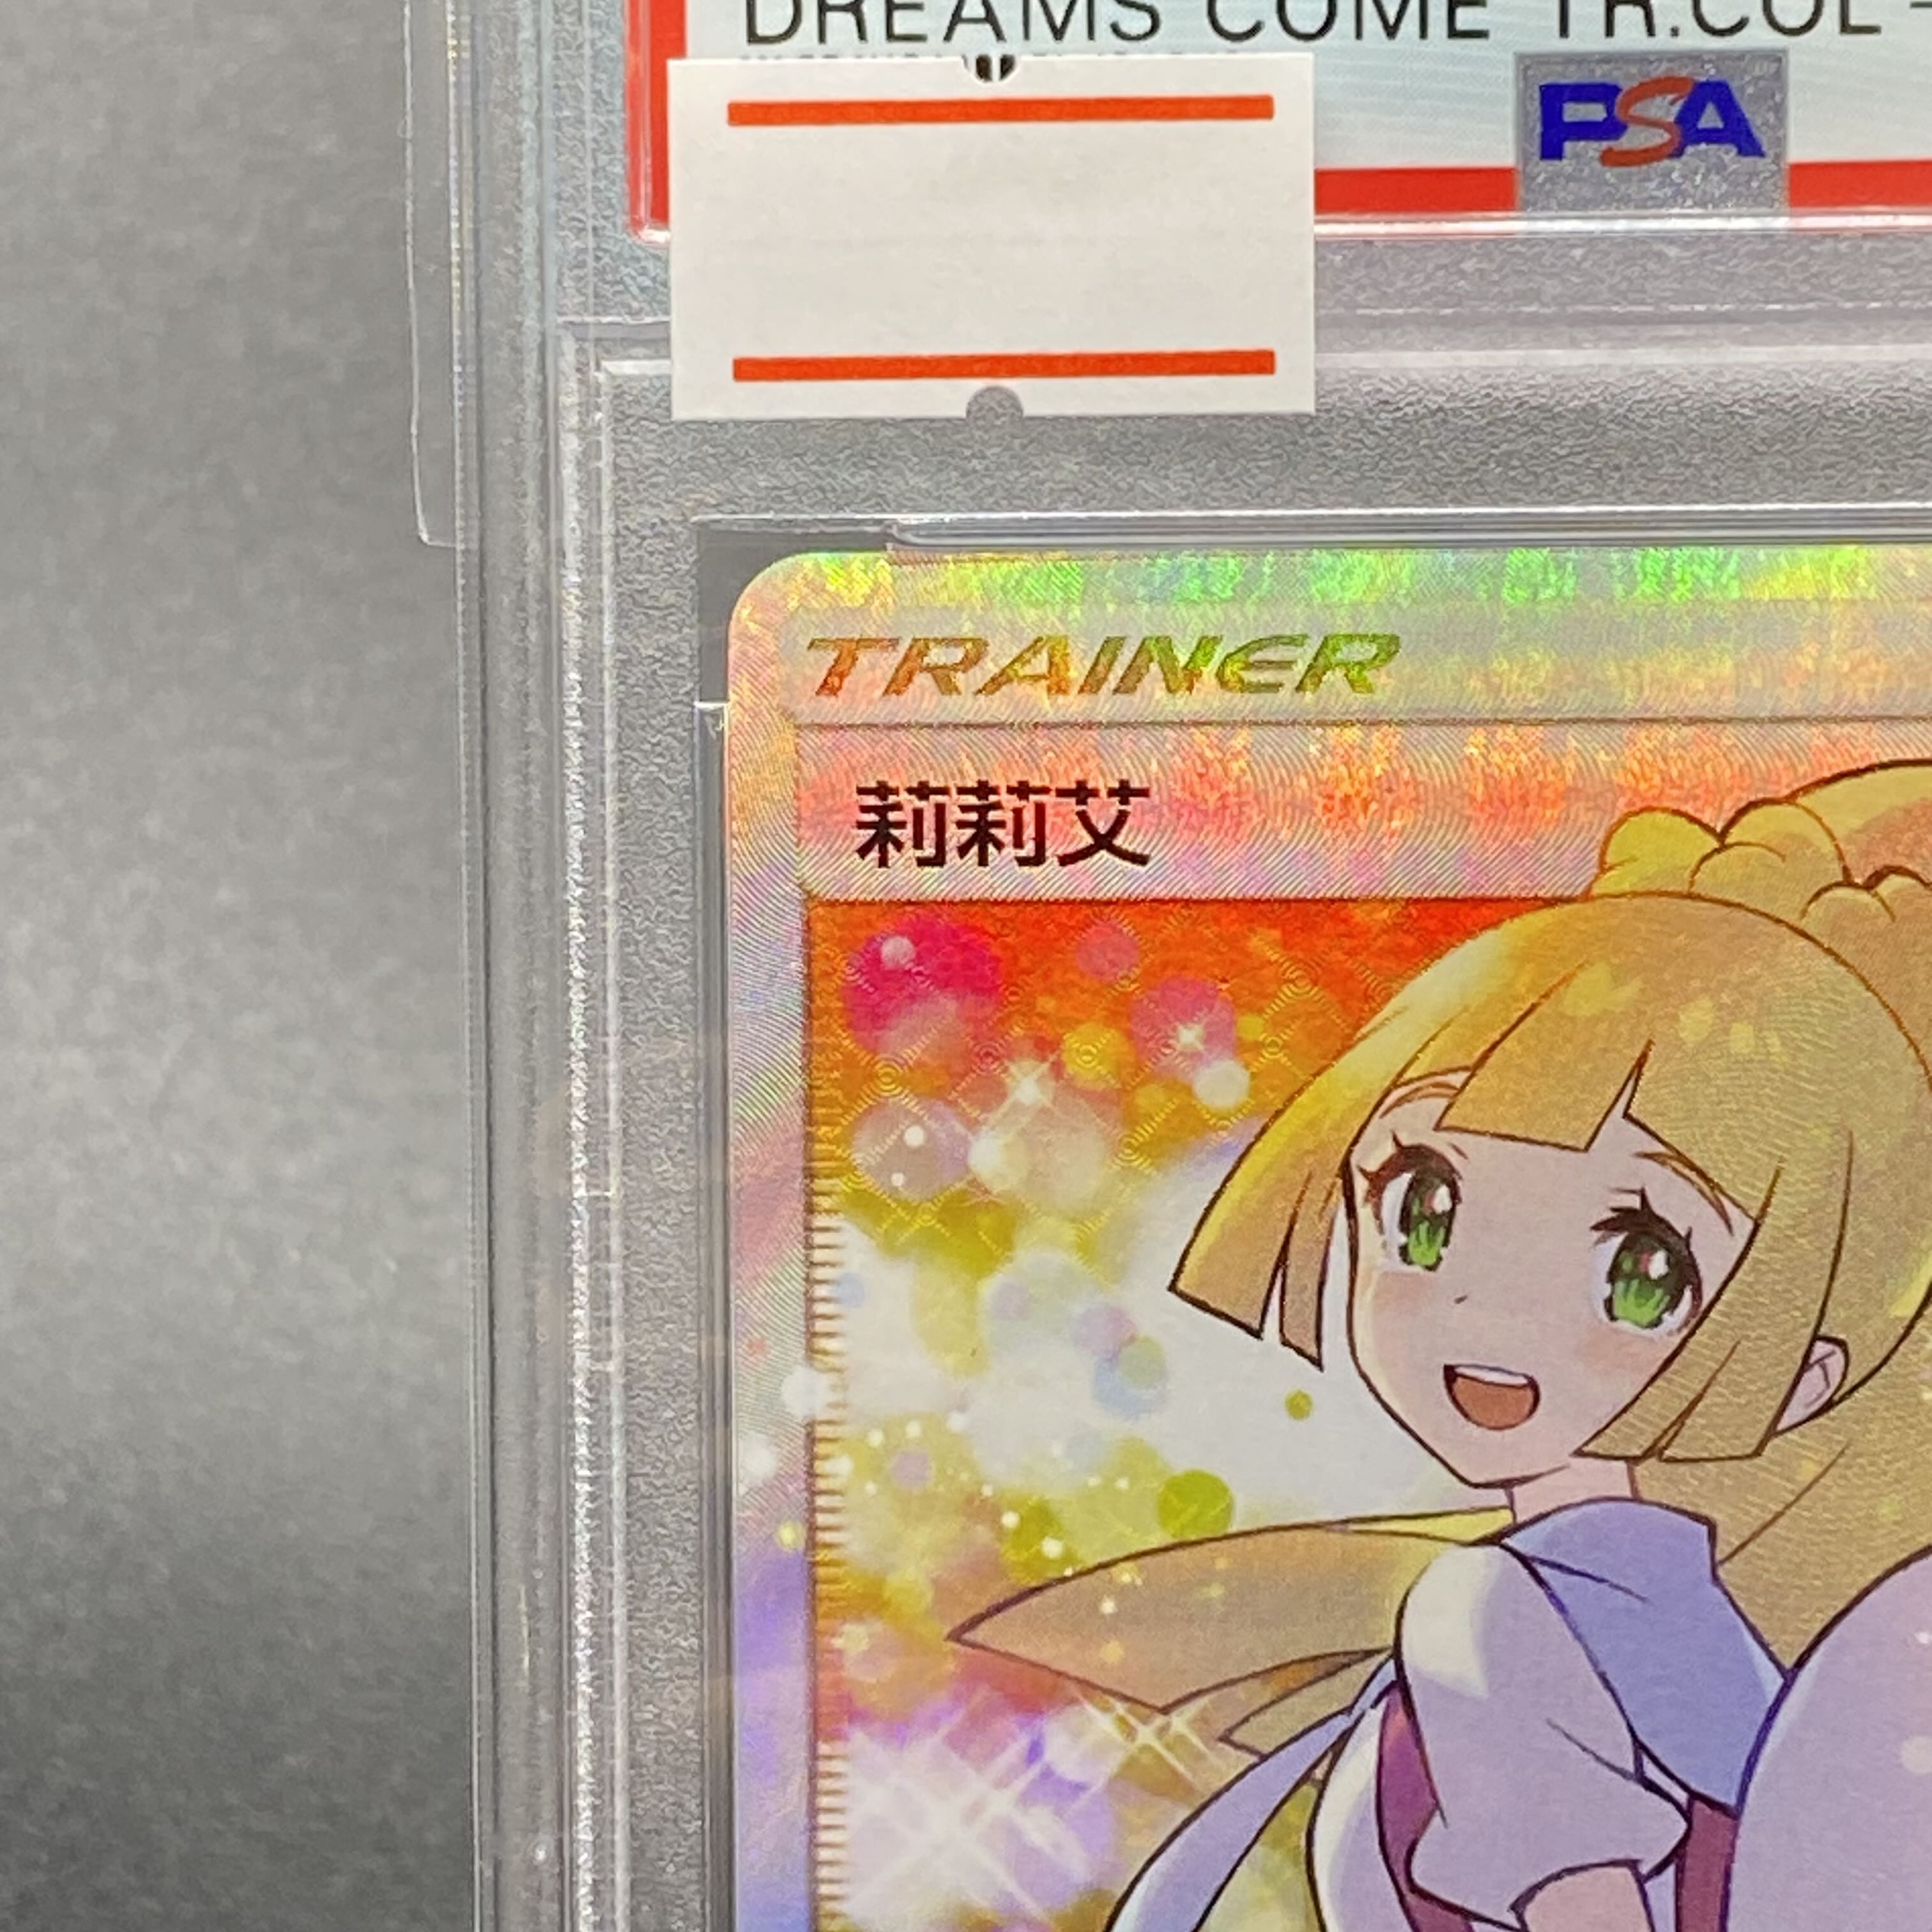 DREAMS COME TR.COL-
PSA
TRAINER
莉莉艾